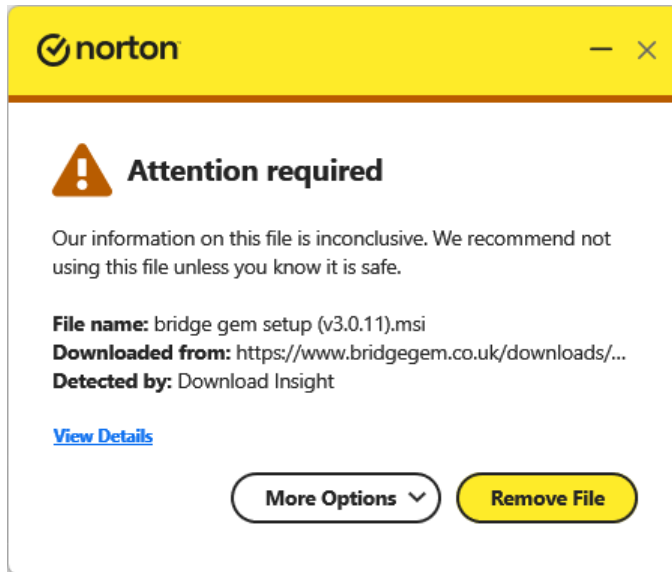 norton
Attention required
Our information on this file is inconclusive. We recommend not
using this file unless you know it is safe.
File name: bridge gem setup (v3.0.11).msi
Downloaded from: https://www.bridgegem.co.uk/downloads/...
Detected by: Download Insight
View Details
More Options
Remove File